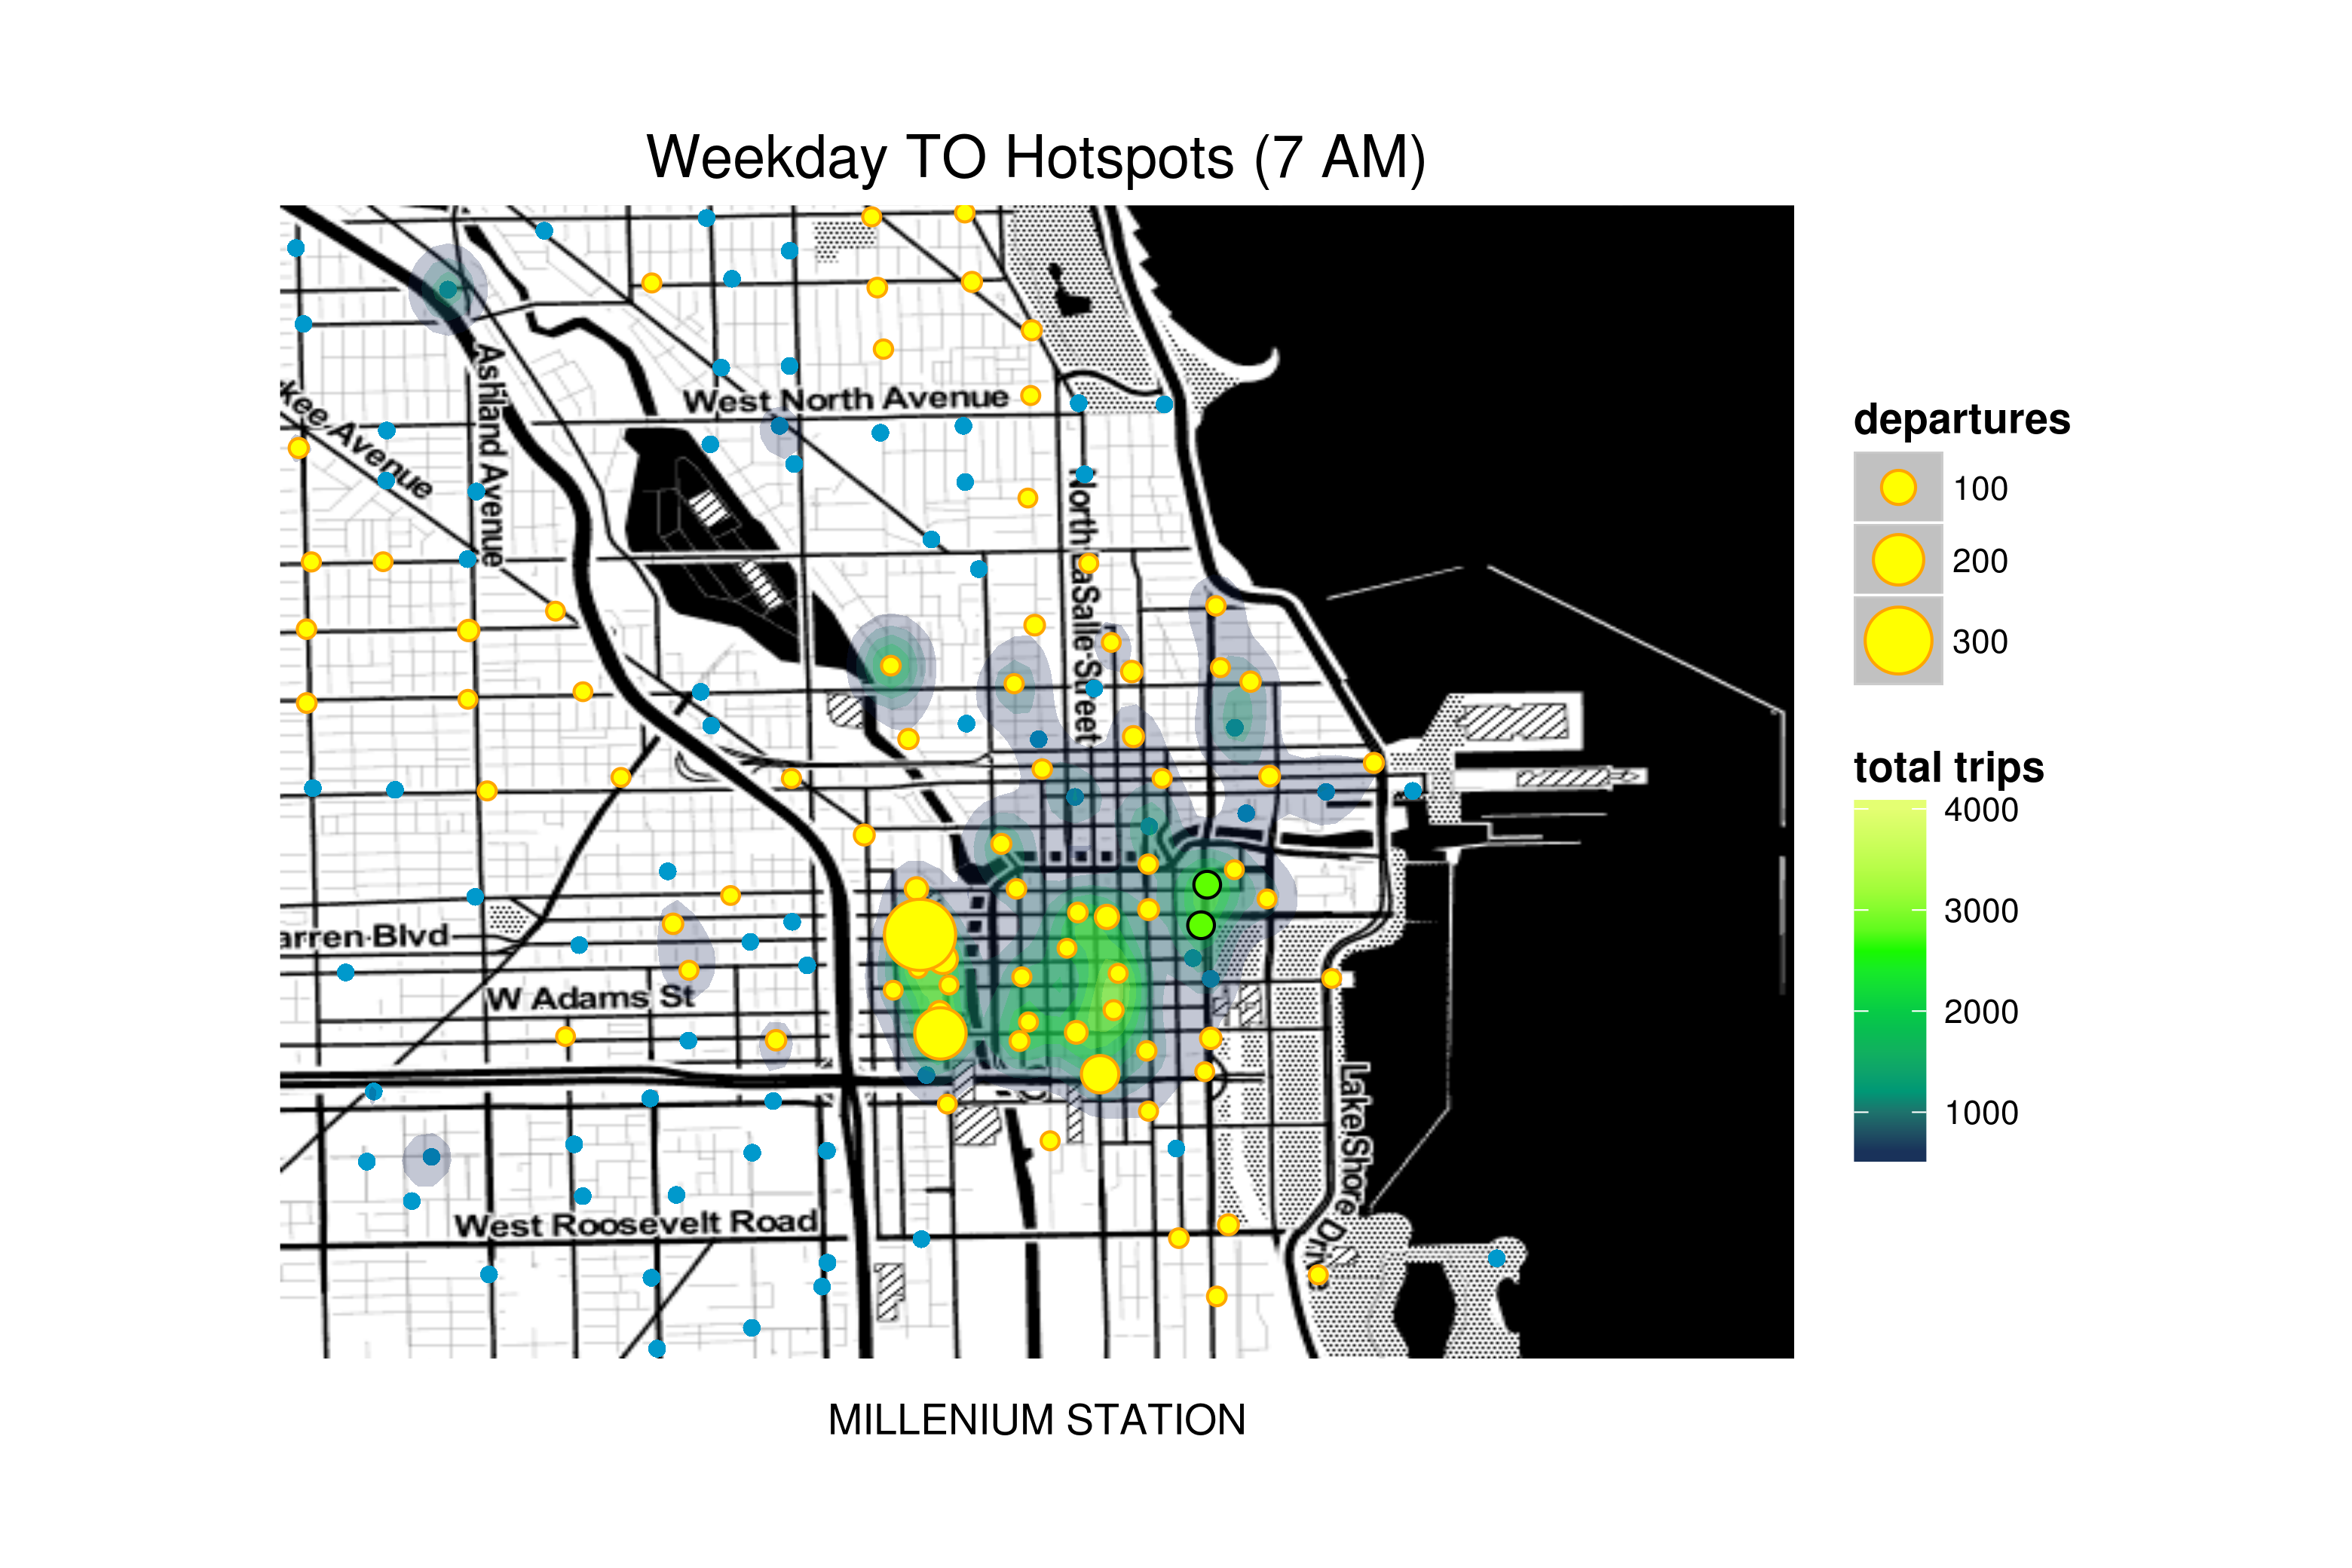 Weekday TO Hotspots (7 AM)
West North Avenue
kee Avenue
Ashland Avenue
North LaSalle Street
arren Blvd
W Adams St
West Roosevelt Road
Lake Shore Drive
departures
100
200
300
total trips
4000
3000
2000
1000
MILLENIUM STATION